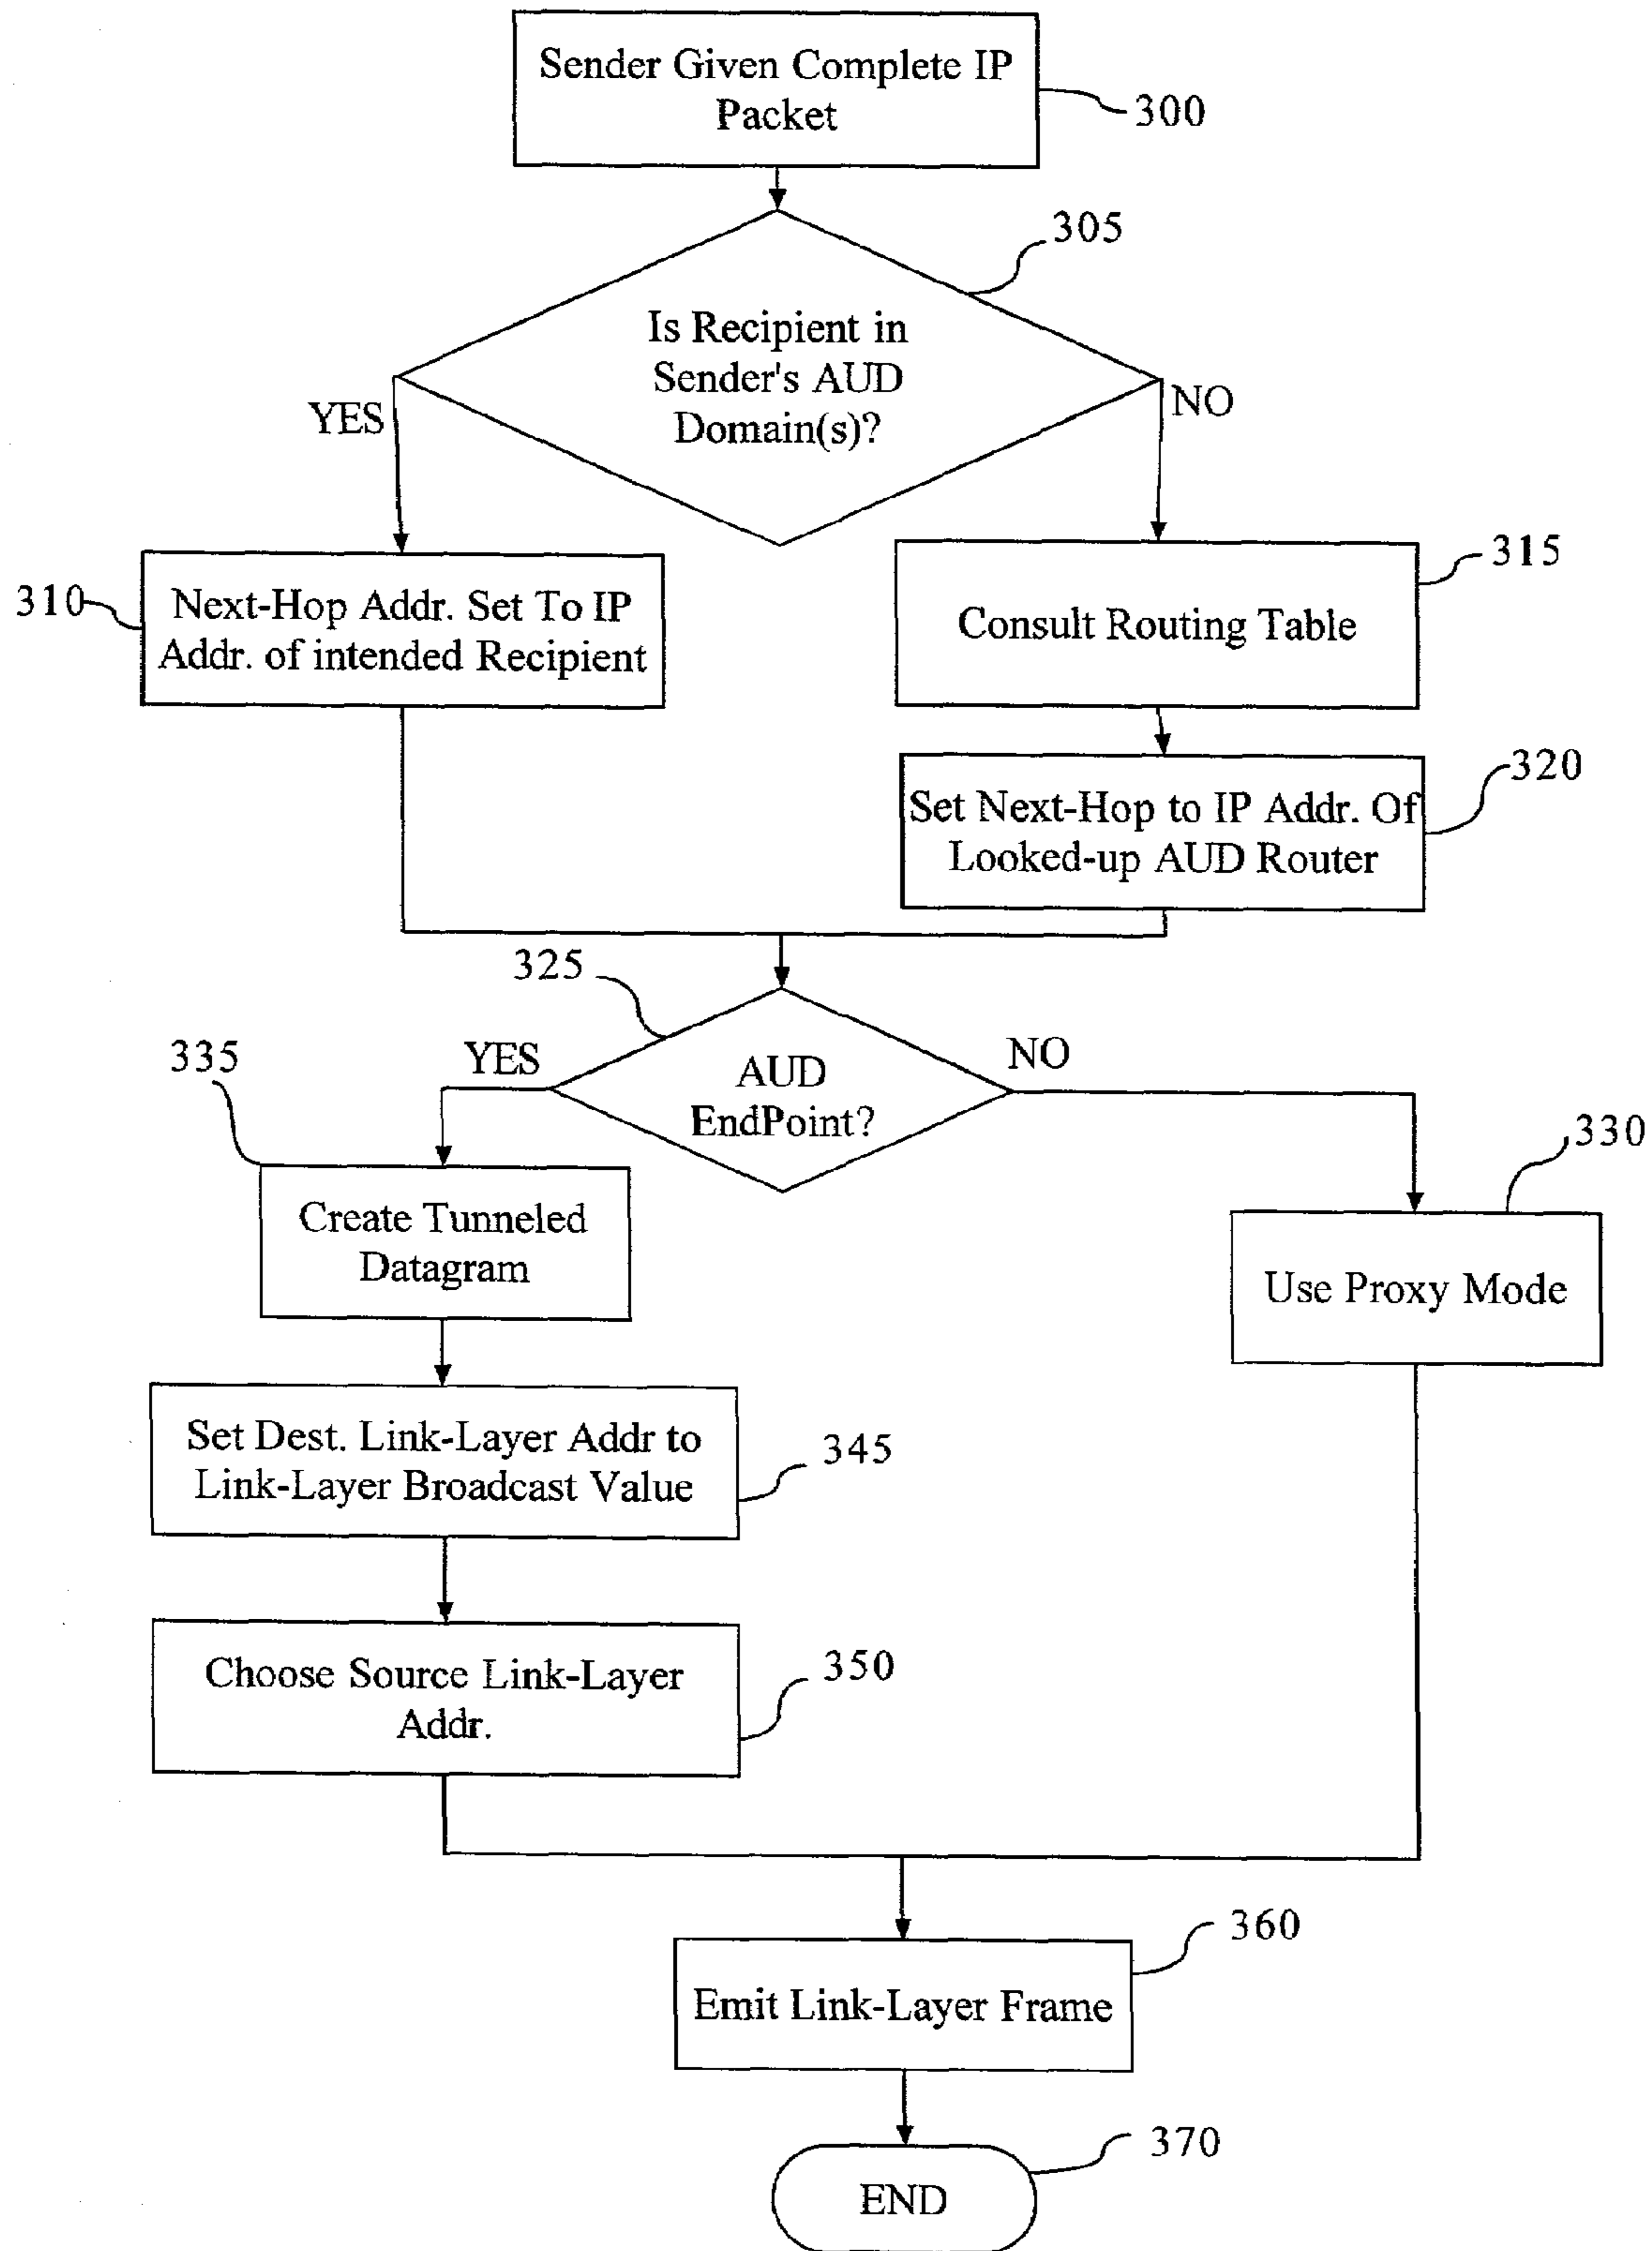 Sender Given Complete IP
Packet
300
305
Is Recipient in
Sender's AUD
Domain(s)?
YES
NO
310
Next-Hop Addr. Set To IP
Addr. of intended Recipient
315
Consult Routing Table
320
Set Next-Hop to IP Addr. Of
Looked-up AUD Router
325
AUD
EndPoint?
YES
NO
335
Create Tunneled
Datagram
330
Use Proxy Mode
Set Dest. Link-Layer Addr to
Link-Layer Broadcast Value
345
Choose Source Link-Layer
Addr.
350
360
Emit Link-Layer Frame
370
END